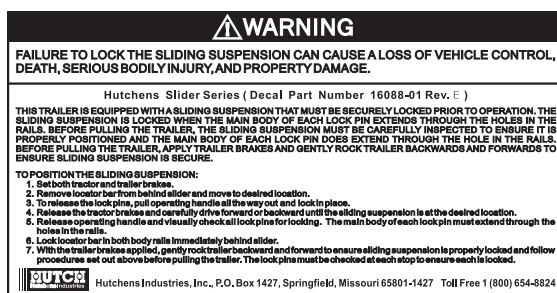 WARNING
FAILURE TO LOCK THE SLIDING SUSPENSION CAN CAUSE A LOSS OF VEHICLE CONTROL,
DEATH, SERIOUS BODILY INJURY, AND PROPERTY DAMAGE.
Hutchens Slider Series ( Decal Part Number 16088-01 Rev. E )
THIS TRAILER IS EQUIPPED WITH A SLIDING SUSPENSION THAT MUST BE SECURELY LOCKED PRIOR TO OPERATION. THE
SLIDING SUSPENSION IS LOCKED WHEN THE MAIN BODY OF EACH LOCK PIN EXTENDS THROUGH THE HOLES IN THE
RAILS. BEFORE PULLING THE TRAILER, THE SLIDING SUSPENSION MUST BE CAREFULLY INSPECTED TO ENSURE IT IS
PROPERLY POSITIONED AND THE MAIN BODY OF EACH LOCK PIN DOES EXTEND THROUGH THE HOLE IN THE RAILS.
BEFORE PULLING THE TRAILER, APPLY TRAILER BRAKES AND GENTLY ROCK TRAILER BACKWARDS AND FORWARDS TO
ENSURE SLIDING SUSPENSION IS SECURE.
TO POSITION THE SLIDING SUSPENSION:
1. Set both tractor and trailer brakes.
2. Remove locator bar from behind slider and move to desired location.
3. To release the lock pins, pull operating handle all the way out and lock in place.
4. Release the tractor brakes and carefully drive forward or backward until the sliding suspension is at the desired location.
5. Release operating handle and visually check all lock pins for locking. The main body of each lock pin must extend through the
holes in the rails.
6. Lock locator bar in both body rails immediately behind slider.
7. With the trailer brakes applied, gently rock trailer backward and forward to ensure sliding suspension is properly locked and follow
procedures set out above before pulling the trailer. The lock pins must be checked at each stop to ensure each is locked.
HUTCH
Hutchens Industries
Hutchens Industries, Inc., P.O. Box 1427, Springfield, Missouri 65801-1427 Toll Free 1 (800) 654-8824